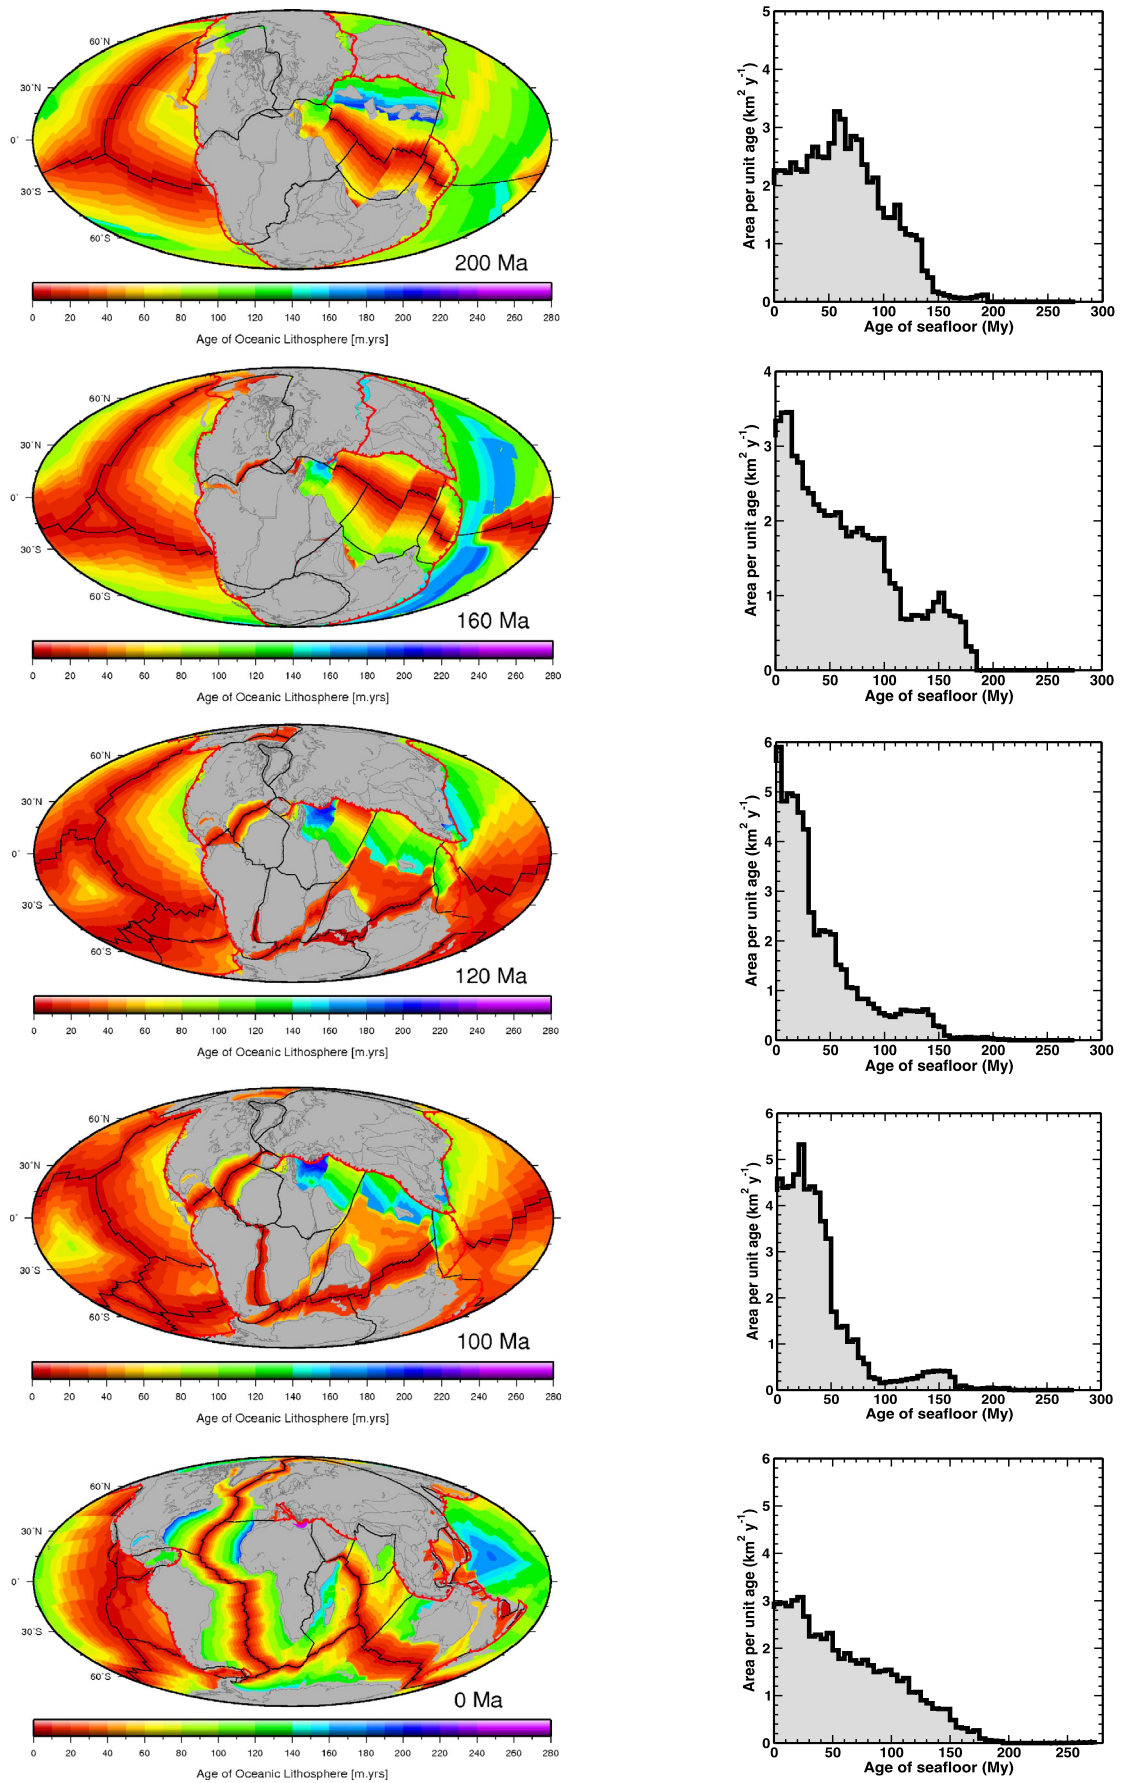 60°N
30°N
0°
30°S
60°S
200 Ma
0 20 40 60 80 100 120 140 160 180 200 220 240 260 280
Age of Oceanic Lithosphere [m.yrs]
5
4
3
2
1
0
Area per unit age (km² y⁻¹)
0 50 100 150 200 250 300
Age of seafloor (My)
60°N
30°N
0°
30°S
60°S
160 Ma
0 20 40 60 80 100 120 140 160 180 200 220 240 260 280
Age of Oceanic Lithosphere [m.yrs]
4
3
2
1
0
Area per unit age (km² y⁻¹)
0 50 100 150 200 250 300
Age of seafloor (My)
60°N
30°N
0°
30°S
60°S
120 Ma
0 20 40 60 80 100 120 140 160 180 200 220 240 260 280
Age of Oceanic Lithosphere [m.yrs]
6
5
4
3
2
1
0
Area per unit age (km² y⁻¹)
0 50 100 150 200 250 300
Age of seafloor (My)
60°N
30°N
0°
30°S
60°S
100 Ma
0 20 40 60 80 100 120 140 160 180 200 220 240 260 280
Age of Oceanic Lithosphere [m.yrs]
6
5
4
3
2
1
0
Area per unit age (km² y⁻¹)
0 50 100 150 200 250 300
Age of seafloor (My)
60°N
30°N
0°
30°S
60°S
0 Ma
0 20 40 60 80 100 120 140 160 180 200 220 240 260 280
Age of Oceanic Lithosphere [m.yrs]
6
5
4
3
2
1
0
Area per unit age (km² y⁻¹)
0 50 100 150 200 250
Age of seafloor (My)